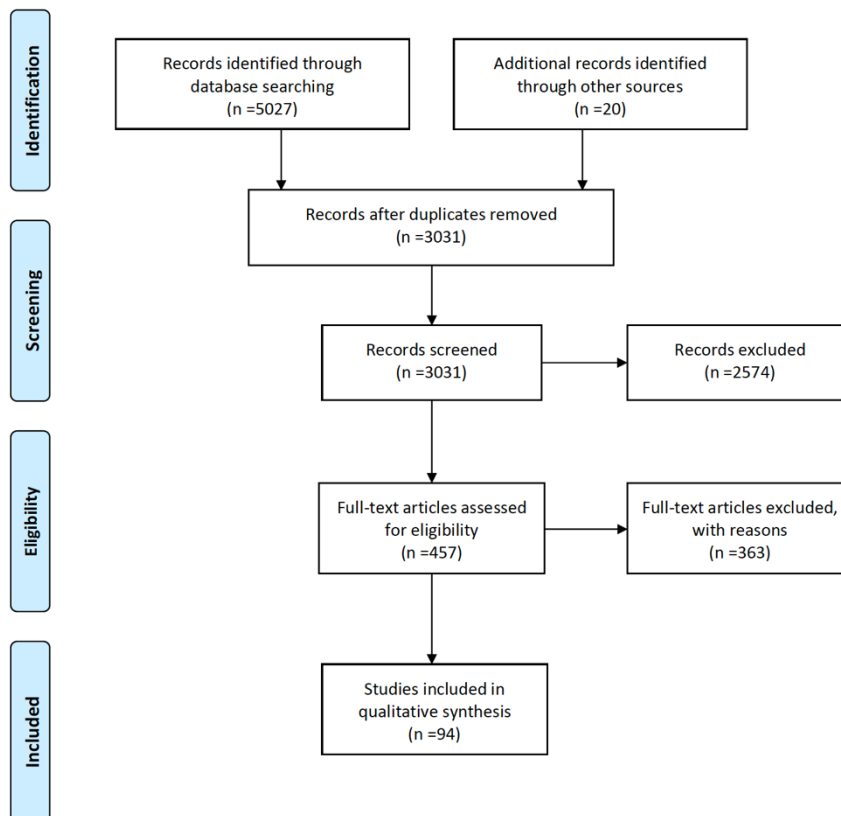 Identification
Records identified through
database searching
(n =5027)
Additional records identified
through other sources
(n =20)
Records after duplicates removed
(n =3031)
Screening
Records screened
(n =3031)
Records excluded
(n =2574)
Eligibility
Full-text articles assessed
for eligibility
(n =457)
Full-text articles excluded,
with reasons
(n =363)
Included
Studies included in
qualitative synthesis
(n =94)